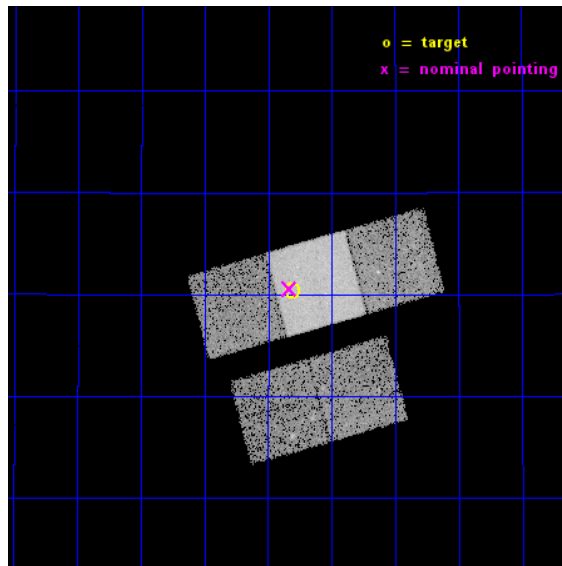 o = target
x = nominal pointing